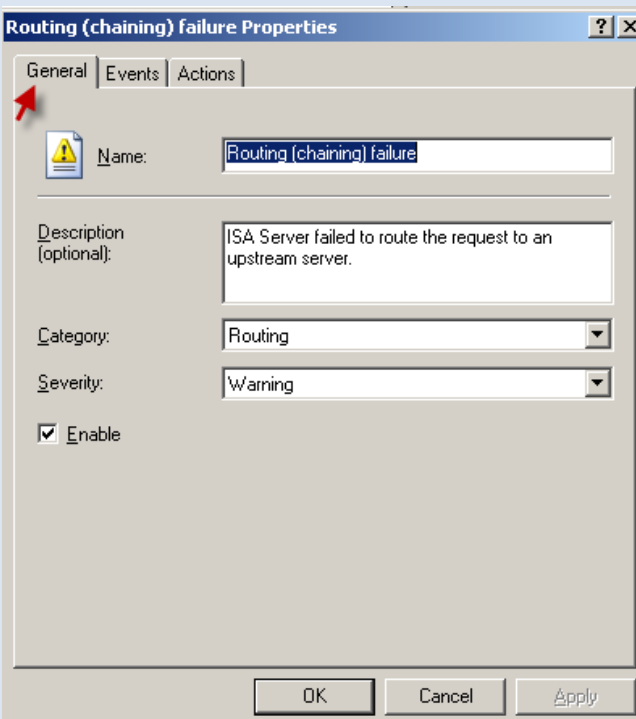 Routing (chaining) failure Properties
General Events Actions
Name: Routing (chaining) failure
Description (optional):
ISA Server failed to route the request to an
upstream server.
Category: Routing
Severity: Warning
Enable
OK Cancel Apply